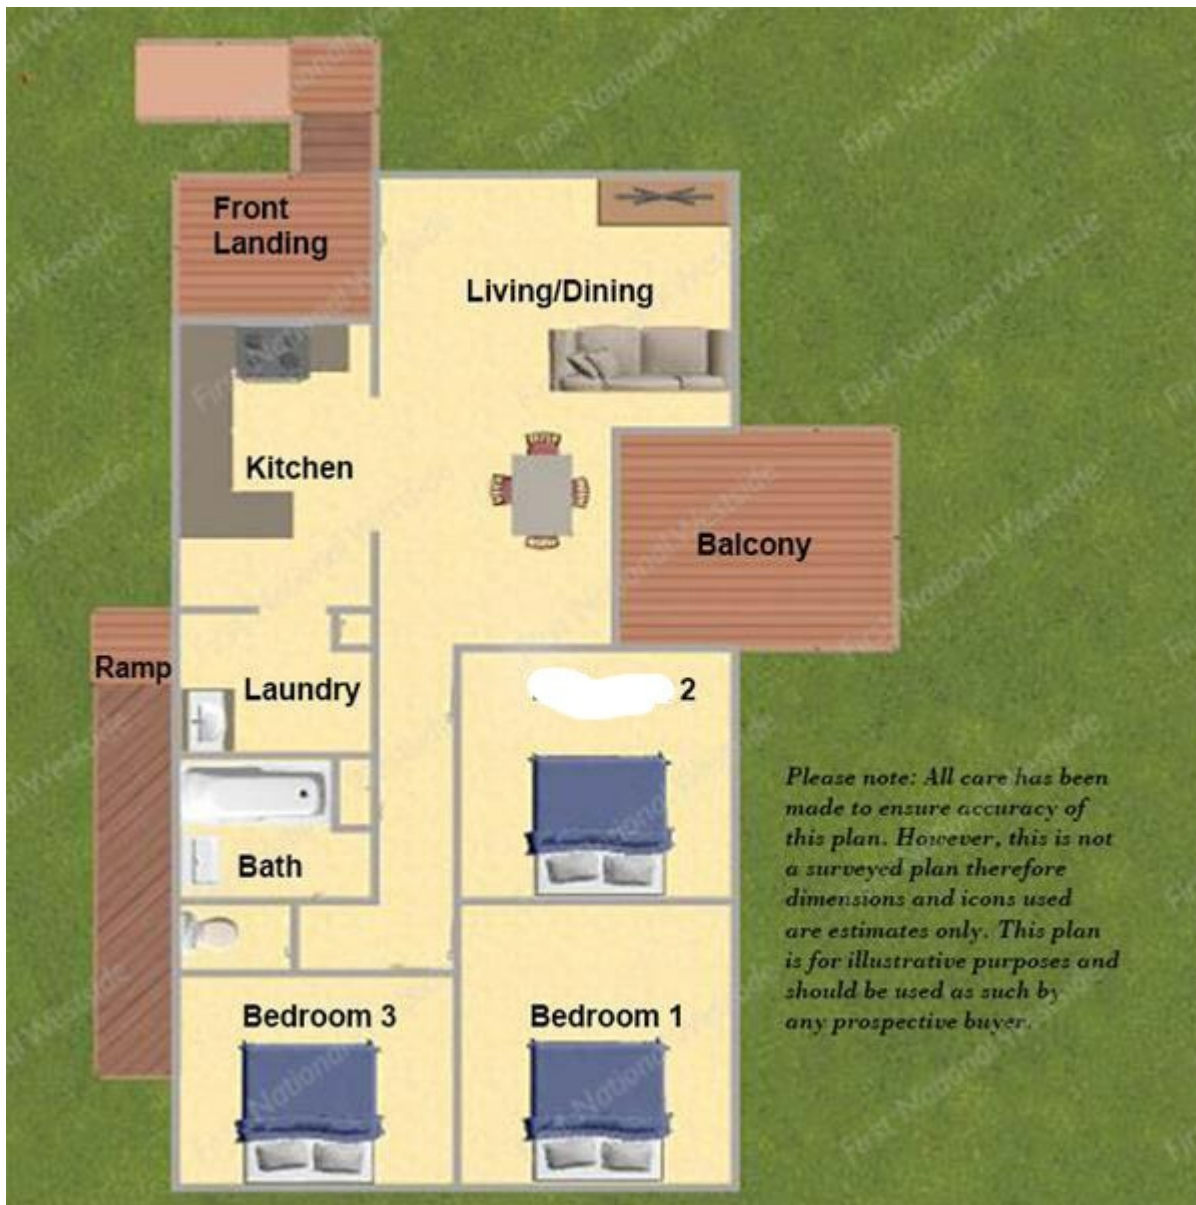 Front
Landing
Living/Dining
Kitchen
Balcony
Ramp
Laundry
2
Bath
Bedroom 3
Bedroom 1
Please note: All care has been
made to ensure accuracy of
this plan. However, this is not
a surveyed plan therefore
dimensions and icons used
are estimates only. This plan
is for illustrative purposes and
should be used as such by
any prospective buyer.
First National Westside